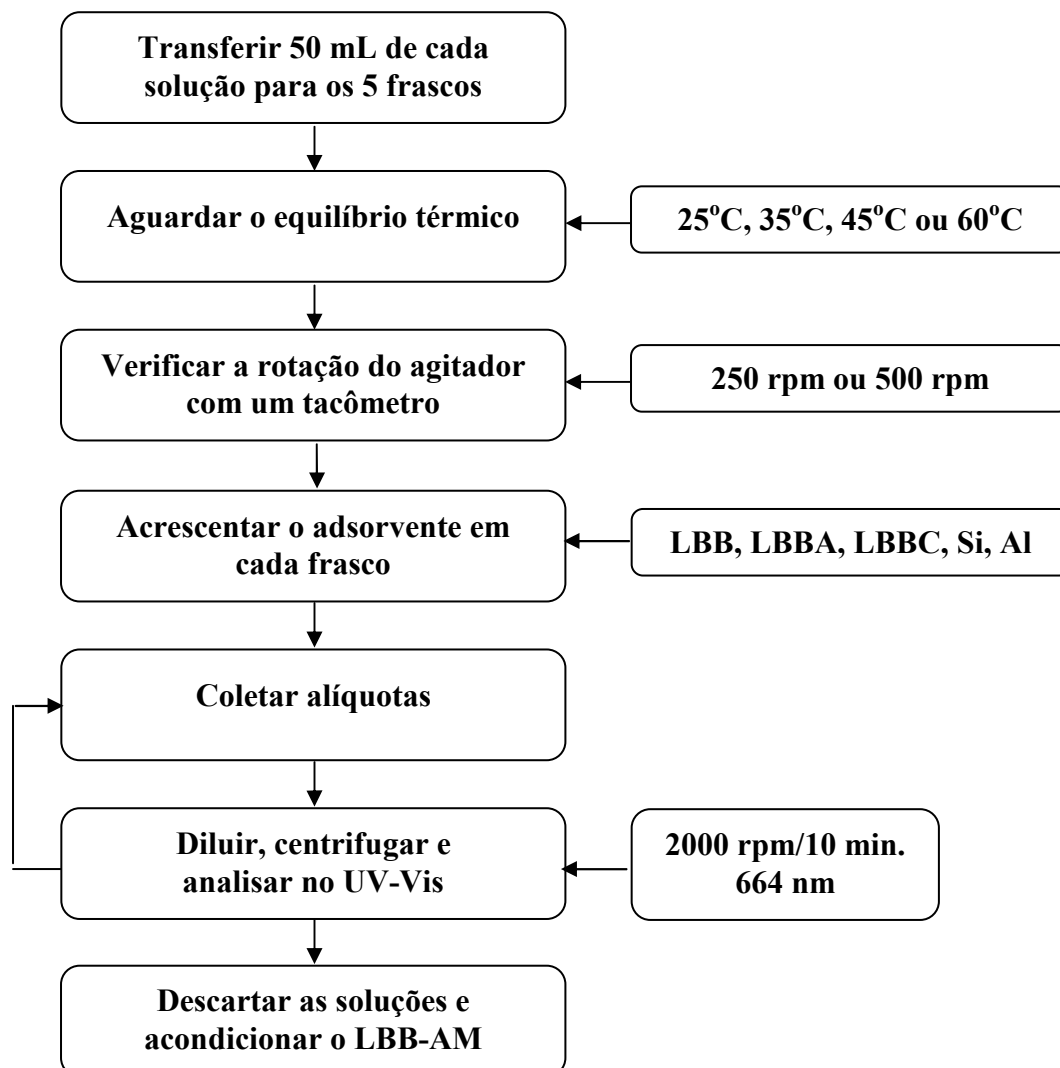 Transferir 50 mL de cada
solução para os 5 frascos
Aguardar o equilíbrio térmico
25°C, 35°C, 45°C ou 60°C
Verificar a rotação do agitador
com um tacômetro
250 rpm ou 500 rpm
Acrescentar o adsorvente em
cada frasco
LBB, LBBA, LBBC, Si, Al
Coletar alíquotas
Diluir, centrifugar e
analisar no UV-Vis
2000 rpm/10 min.
664 nm
Descartar as soluções e
acondicionar o LBB-AM